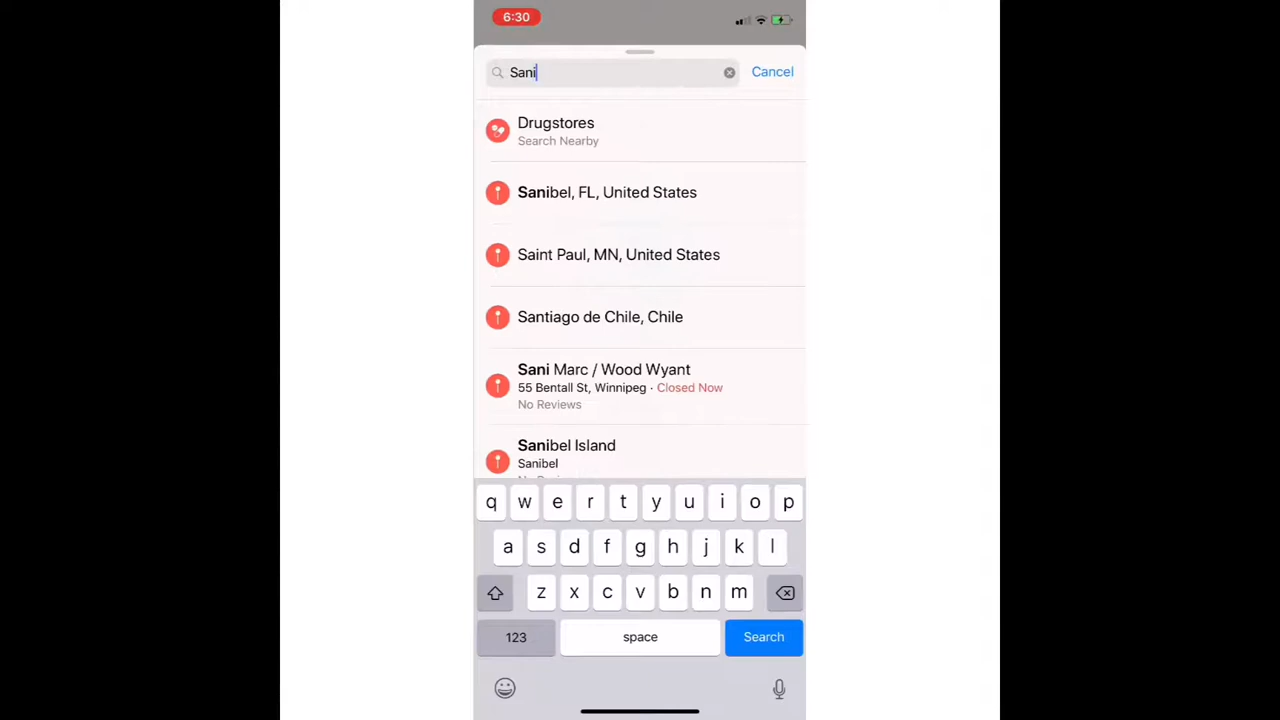 6:30
Sani
Cancel
Drugstores
Search Nearby
Sanibel, FL, United States
Saint Paul, MN, United States
Santiago de Chile, Chile
Sani Marc / Wood Wyant
55 Bentall St, Winnipeg · Closed Now
No Reviews
Sanibel Island
Sanibel
q w e r t y u i o p
a s d f g h j k l
z x c v b n m
123 space Search